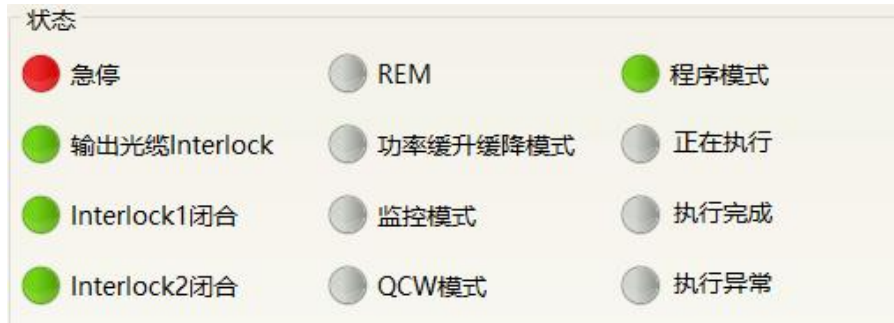 状态
急停
REM
程序模式
输出光缆Interlock
功率缓升缓降模式
正在执行
Interlock1闭合
监控模式
执行完成
Interlock2闭合
QCW模式
执行异常